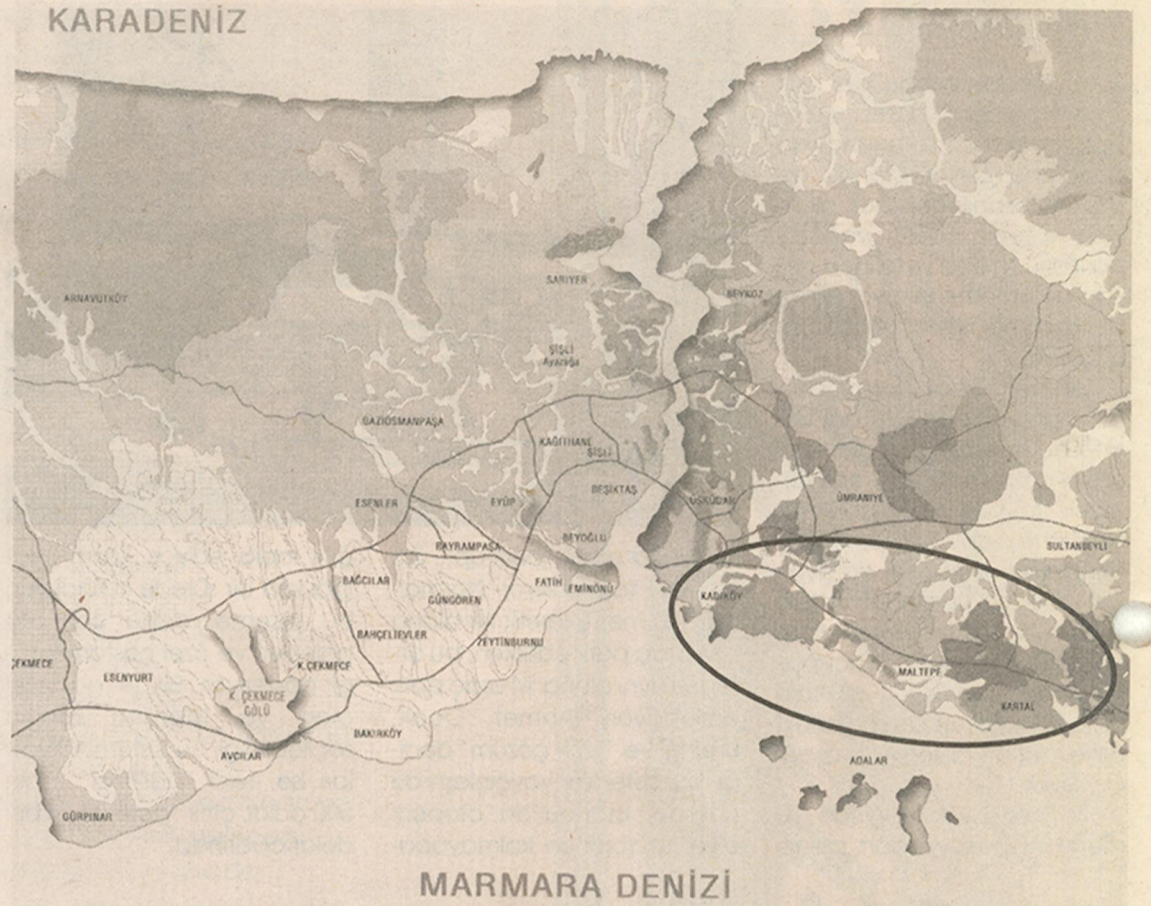 KARADENİZ
ARNAVUTKÖY
SARIYER
BEYKOZ
ŞİŞLİ
Ayazağa
GAZİOSMANPAŞA
KAĞITHANE
ŞİŞLİ
ESENLER
EYÜP
BEŞİKTAŞ
ÜSKÜDAR
ÜMRANİYE
BEYOĞLU
BAYRAMPAŞA
SULTANBEYLİ
BAĞCILAR
FATİH
EMİNÖNÜ
GÜNGÖREN
KADIKÖY
BAHÇELİEVLER
ZEYTİNBURNU
ÇEKMECE
K.ÇEKMECE
ESENYURT
MALTEPE
K. ÇEKMECE
GÖLÜ
KARTAL
BAKIRKÖY
AVCILAR
ADALAR
GÜRPINAR
MARMARA DENİZİ